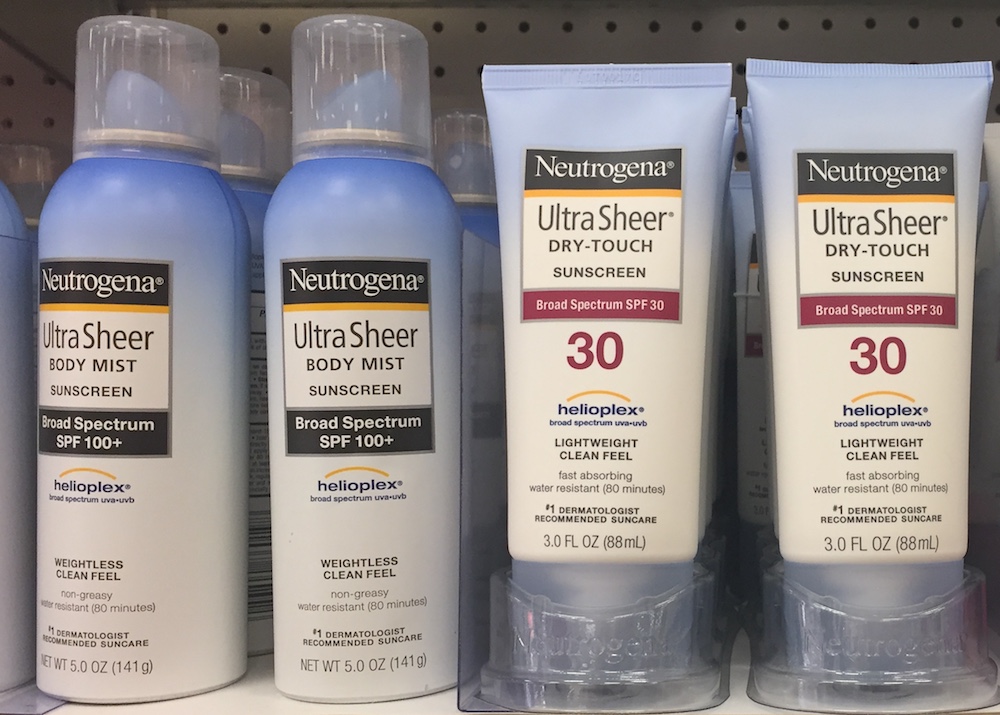 Neutrogena®
Ultra Sheer
BODY MIST
SUNSCREEN
Broad Spectrum
SPF 100+
helioplex®
broad spectrum uva•uvb
WEIGHTLESS
CLEAN FEEL
non-greasy
water resistant (80 minutes)
#1 DERMATOLOGIST
RECOMMENDED SUNCARE
NET WT 5.0 OZ (141 g)
Neutrogena®
Ultra Sheer
BODY MIST
SUNSCREEN
Broad Spectrum
SPF 100+
helioplex®
broad spectrum uva•uvb
WEIGHTLESS
CLEAN FEEL
non-greasy
water resistant (80 minutes)
#1 DERMATOLOGIST
RECOMMENDED SUNCARE
NET WT 5.0 OZ (141 g)
Neutrogena®
Ultra Sheer®
DRY-TOUCH
SUNSCREEN
Broad Spectrum SPF 30
30
helioplex®
broad spectrum uva•uvb
LIGHTWEIGHT
CLEAN FEEL
fast absorbing
water resistant (80 minutes)
#1 DERMATOLOGIST
RECOMMENDED SUNCARE
3.0 FL OZ (88 mL)
Neutrogena
Neutrogena®
Ultra Sheer®
DRY-TOUCH
SUNSCREEN
Broad Spectrum SPF 30
30
helioplex®
broad spectrum uva•uvb
LIGHTWEIGHT
CLEAN FEEL
fast absorbing
water resistant (80 minutes)
#1 DERMATOLOGIST
RECOMMENDED SUNCARE
3.0 FL OZ (88 mL)
Neutrogena